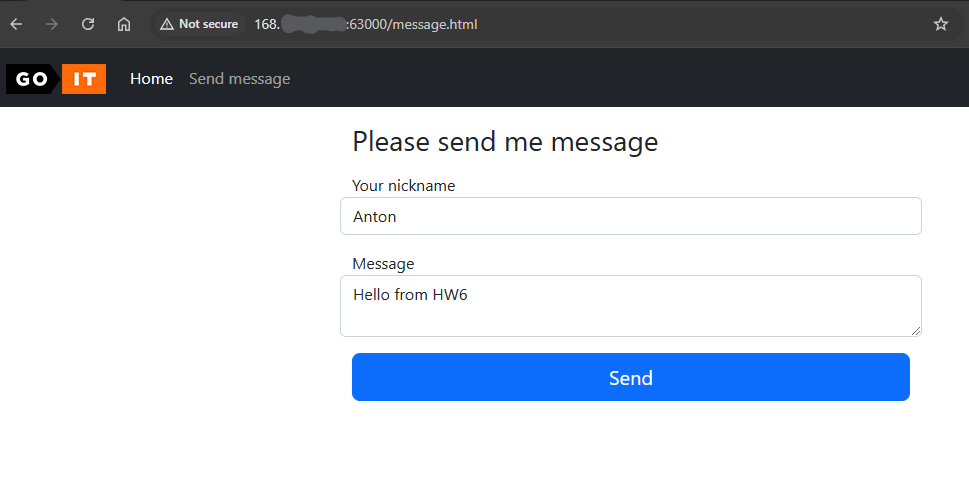 Not secure 168. :63000/message.html
GO IT Home Send message
Please send me message
Your nickname
Anton
Message
Hello from HW6
Send